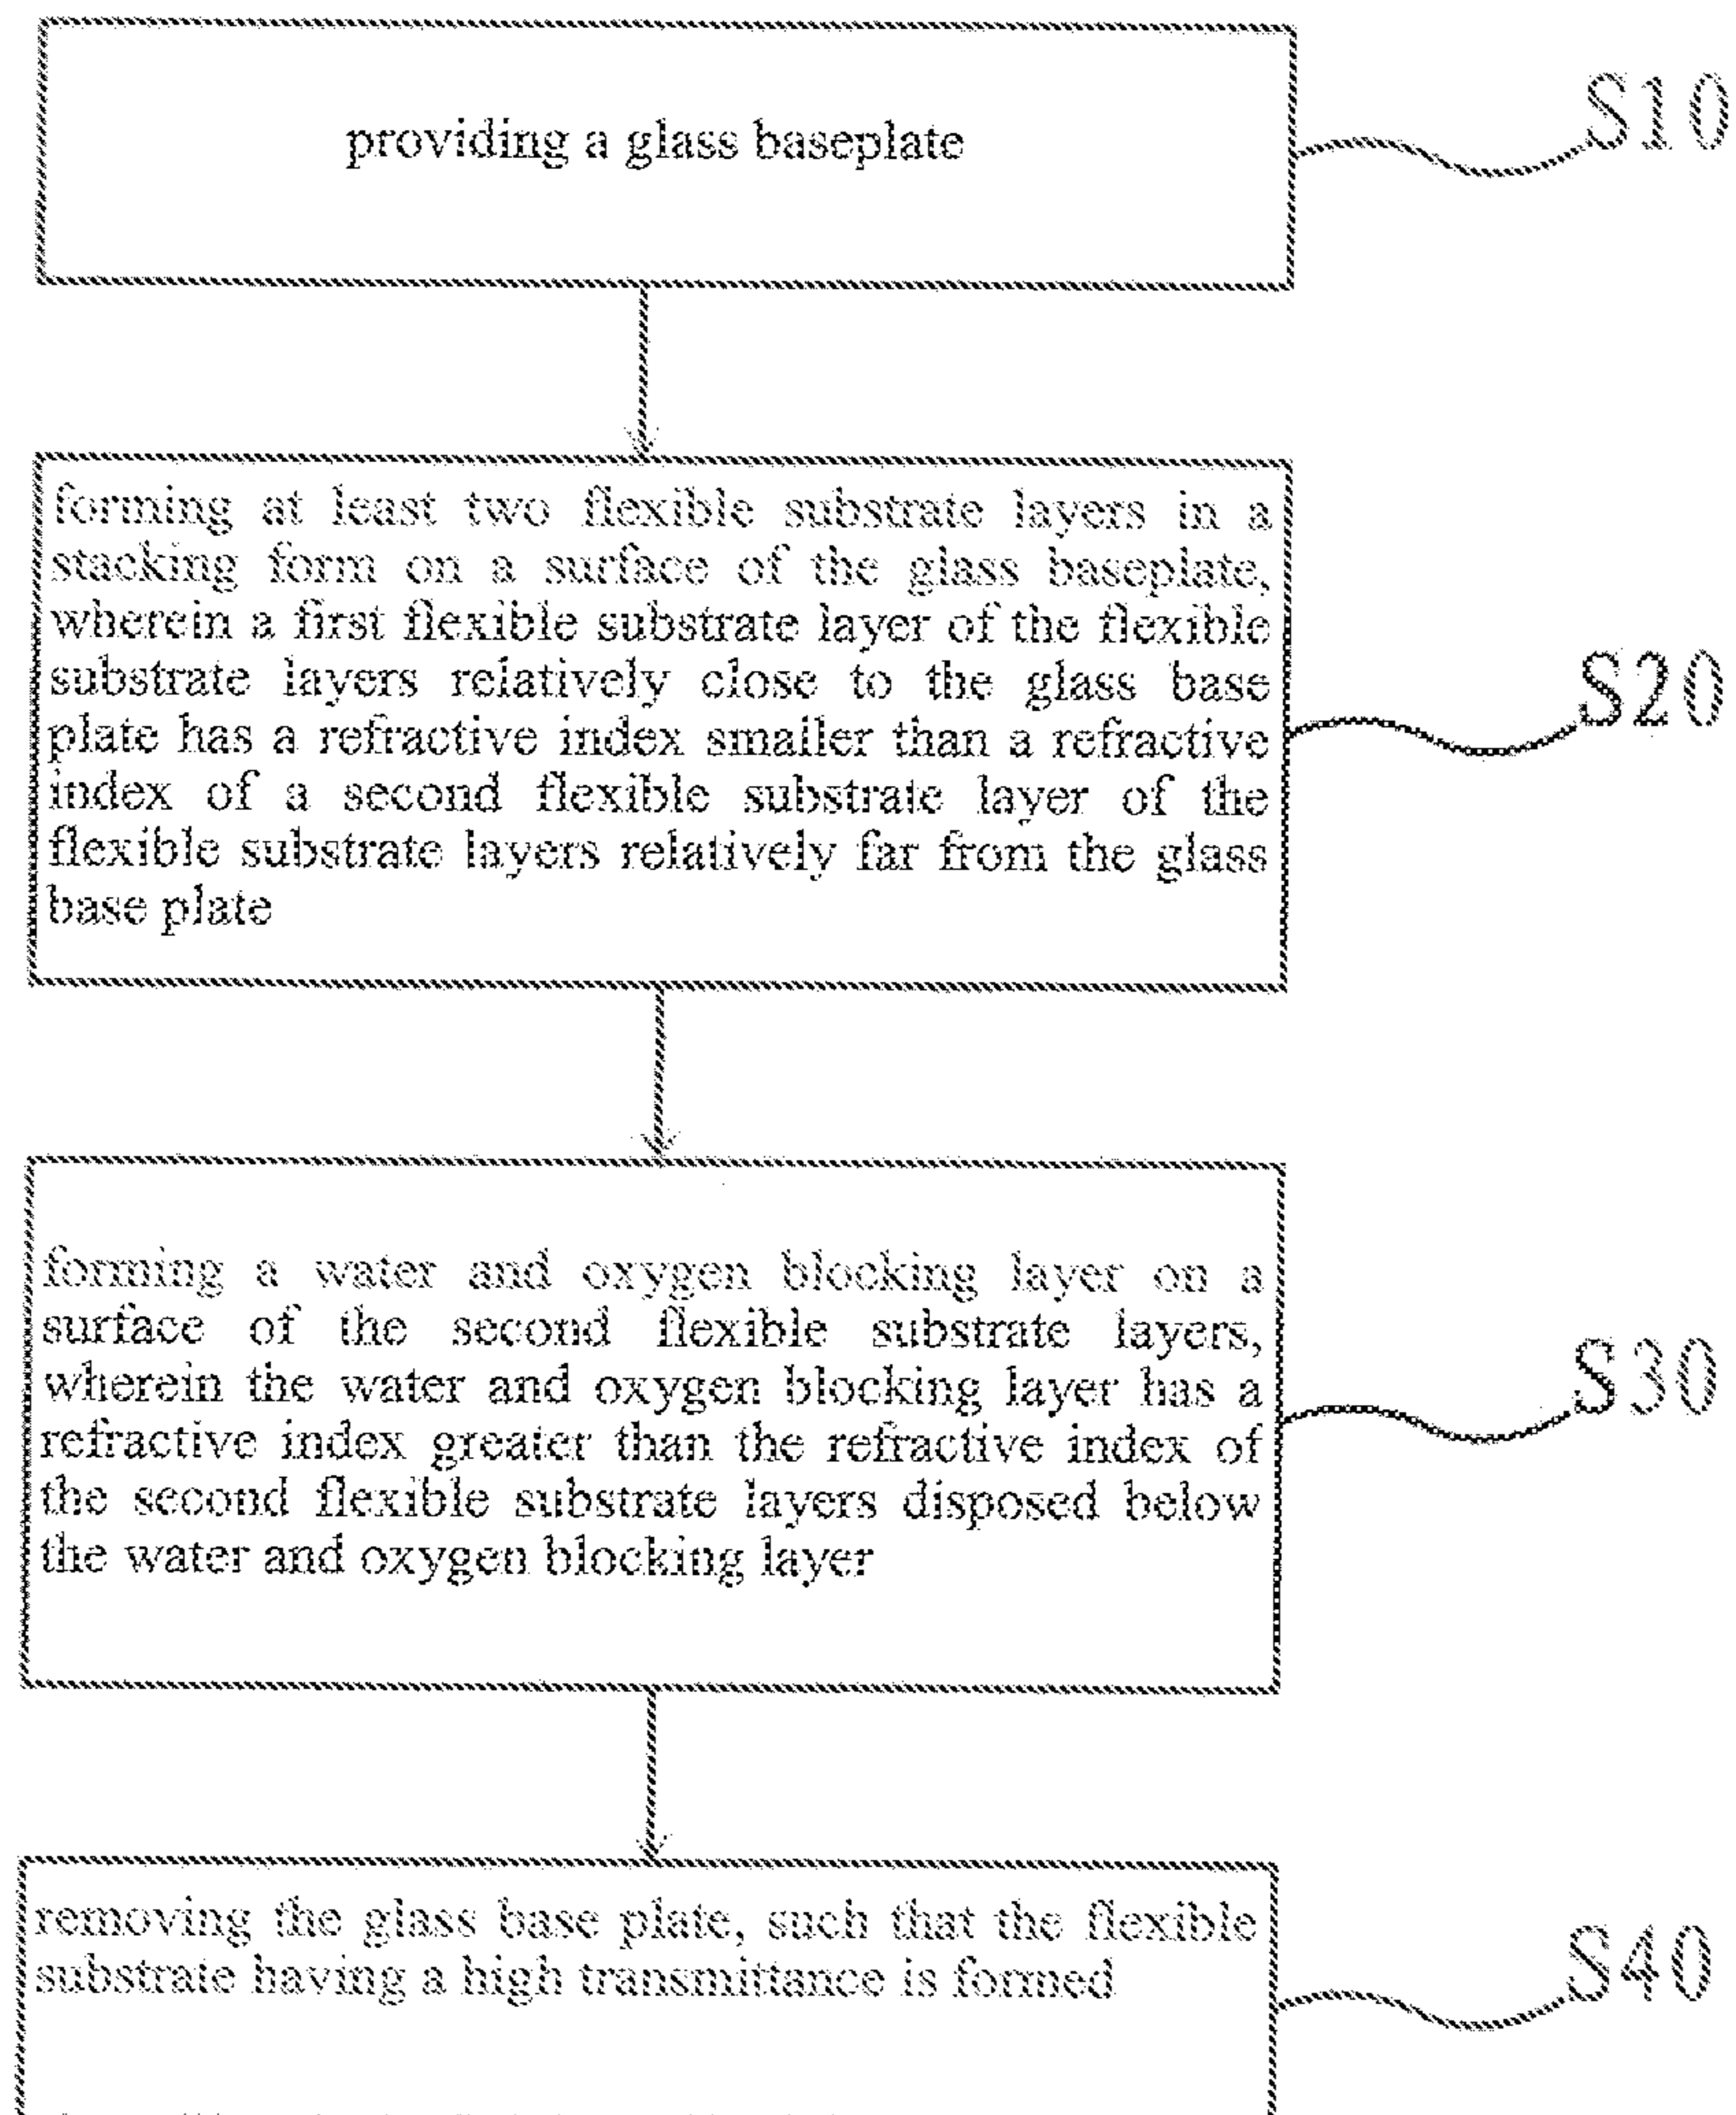 providing a glass baseplate
S10
forming at least two flexible substrate layers in a
stacking form on a surface of the glass baseplate,
wherein a first flexible substrate layer of the flexible
substrate layers relatively close to the glass base
plate has a refractive index smaller than a refractive
index of a second flexible substrate layer of the
flexible substrate layers relatively far from the glass
base plate
S20
forming a water and oxygen blocking layer on a
surface of the second flexible substrate layers,
wherein the water and oxygen blocking layer has a
refractive index greater than the refractive index of
the second flexible substrate layers disposed below
the water and oxygen blocking layer
S30
removing the glass base plate, such that the flexible
substrate having a high transmittance is formed
S40